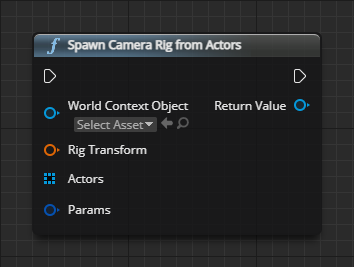 Spawn Camera Rig from Actors
World Context Object Return Value
Select Asset
Rig Transform
Actors
Params